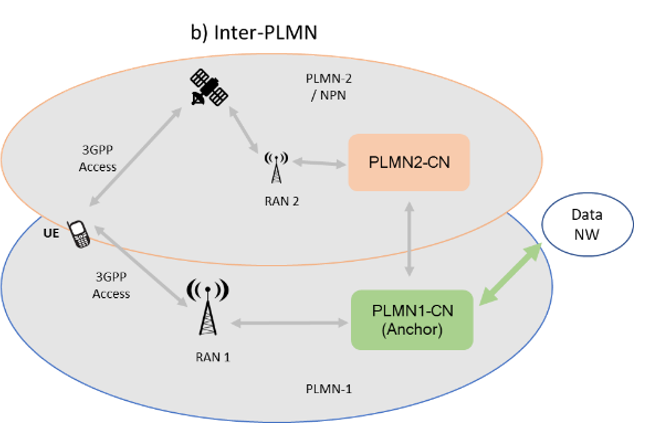 b) Inter-PLMN
PLMN-2
/ NPN
3GPP
Access
PLMN2-CN
RAN 2
UE
Data
NW
3GPP
Access
PLMN1-CN
(Anchor)
RAN 1
PLMN-1